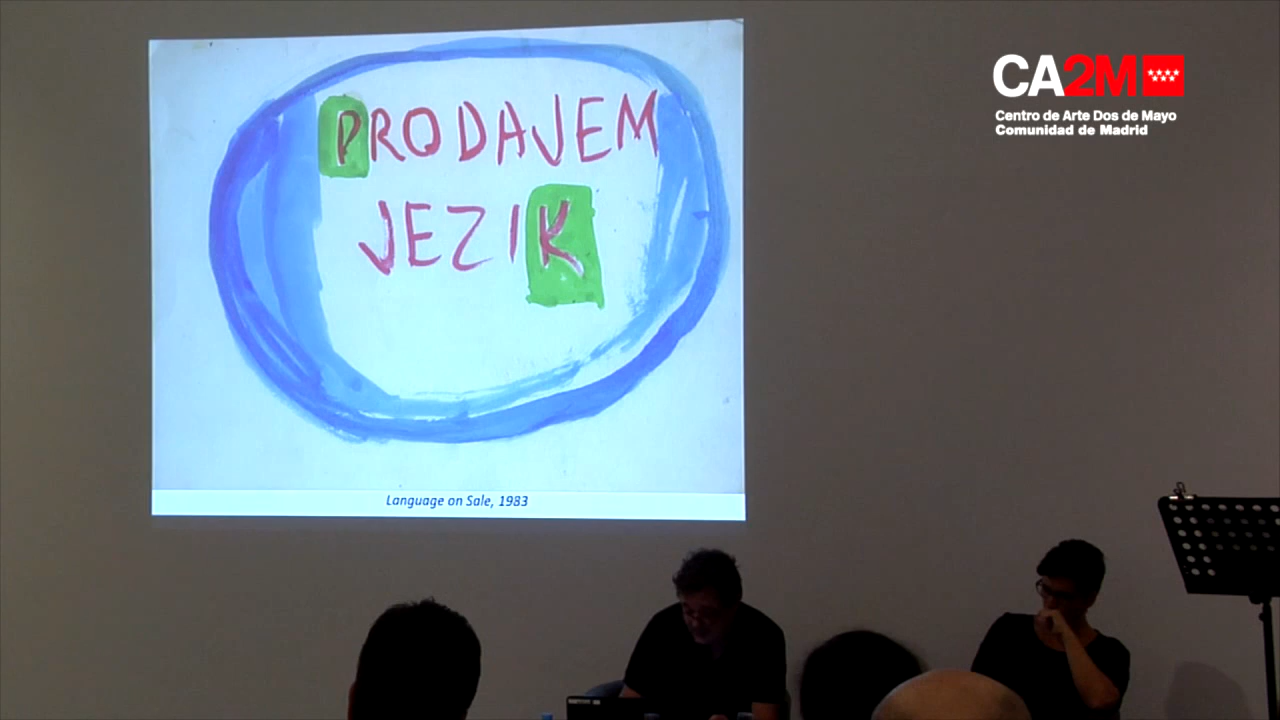 PRODAJEM
JEZIK
Language on Sale, 1983
CA2M
Centro de Arte Dos de Mayo
Comunidad de Madrid